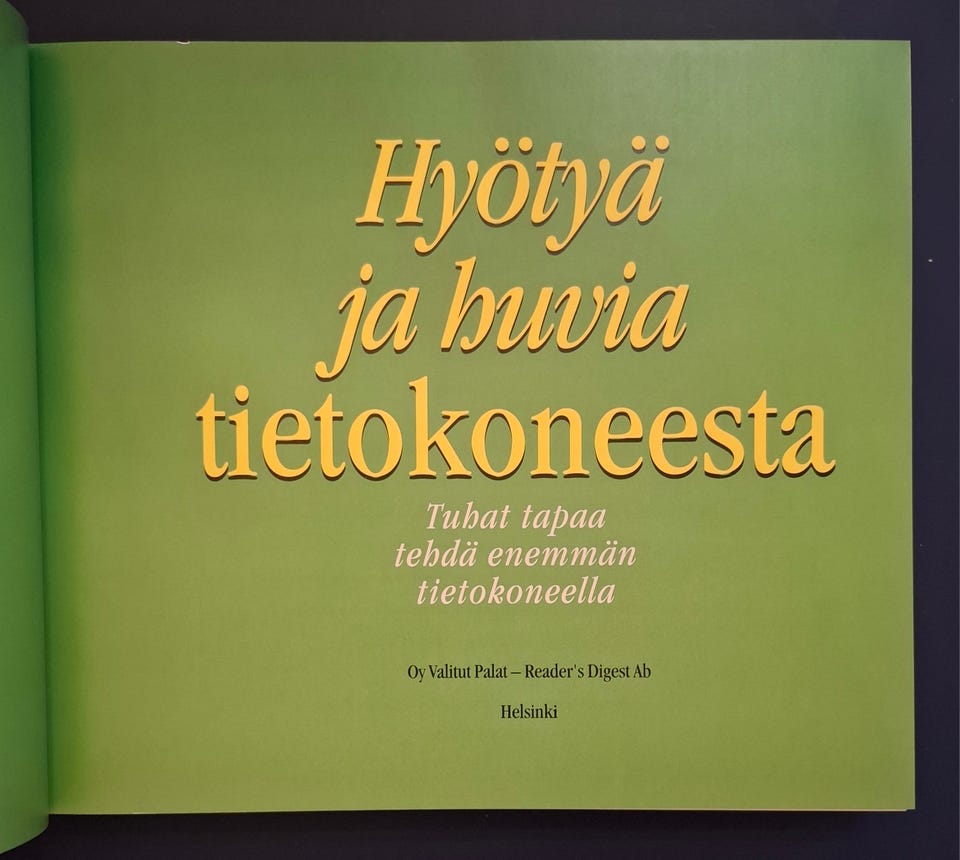 Hyötyä
ja huvia
tietokoneesta
Tuhat tapaa
tehdä enemmän
tietokoneella
Oy Valitut Palat – Reader's Digest Ab
Helsinki